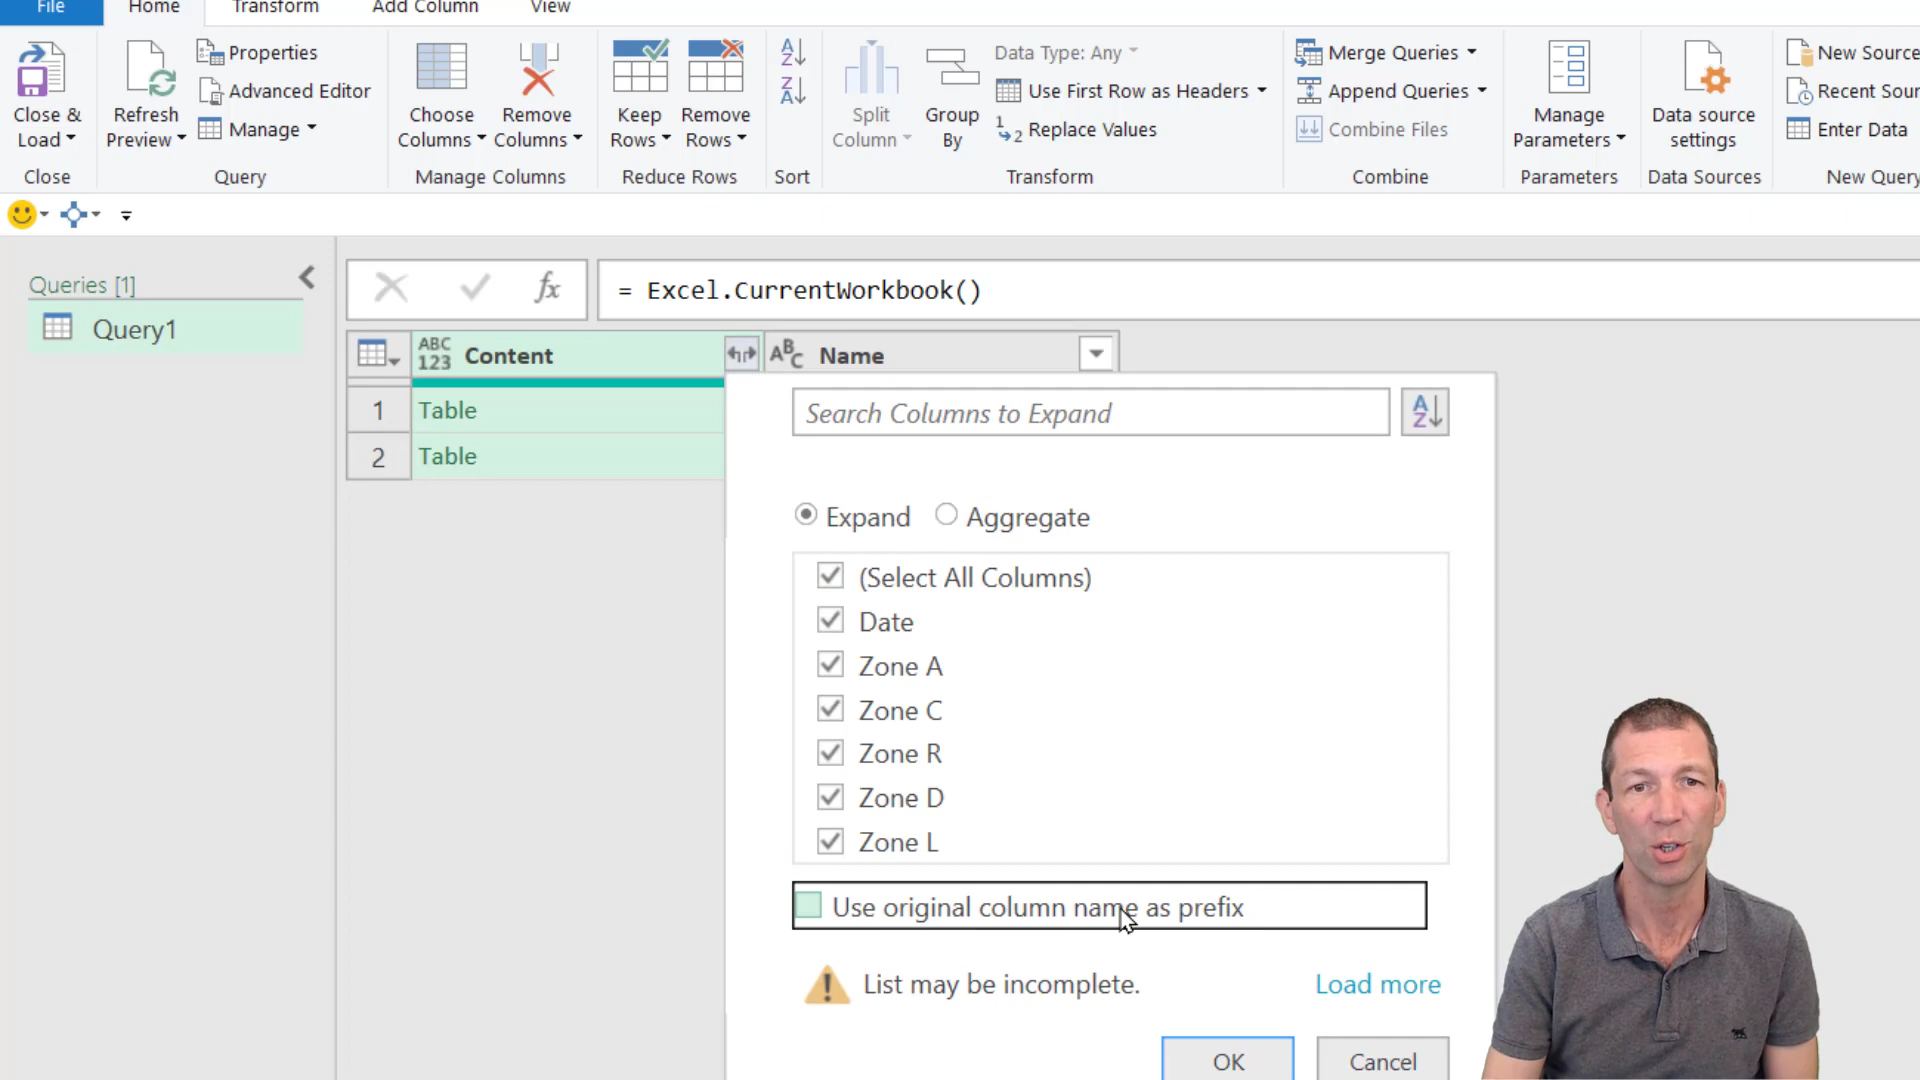 File Home Transform Add Column View
Close & Load
Refresh Preview
Properties
Advanced Editor
Manage
Choose Columns
Remove Columns
Keep Rows
Remove Rows
A Z
Z A
Split Column
Group By
Data Type: Any
Use First Row as Headers
1 2 Replace Values
Merge Queries
Append Queries
Combine Files
Manage Parameters
Data source settings
New Source
Recent Sour
Enter Data
Close Query Manage Columns Reduce Rows Sort Transform Combine Parameters Data Sources New Query
Queries [1]
Query1
fx = Excel.CurrentWorkbook()
ABC 123 Content ABC Name
1 Table
2 Table
Search Columns to Expand A Z
Expand Aggregate
(Select All Columns)
Date
Zone A
Zone C
Zone R
Zone D
Zone L
Use original column name as prefix
List may be incomplete. Load more
OK Cancel